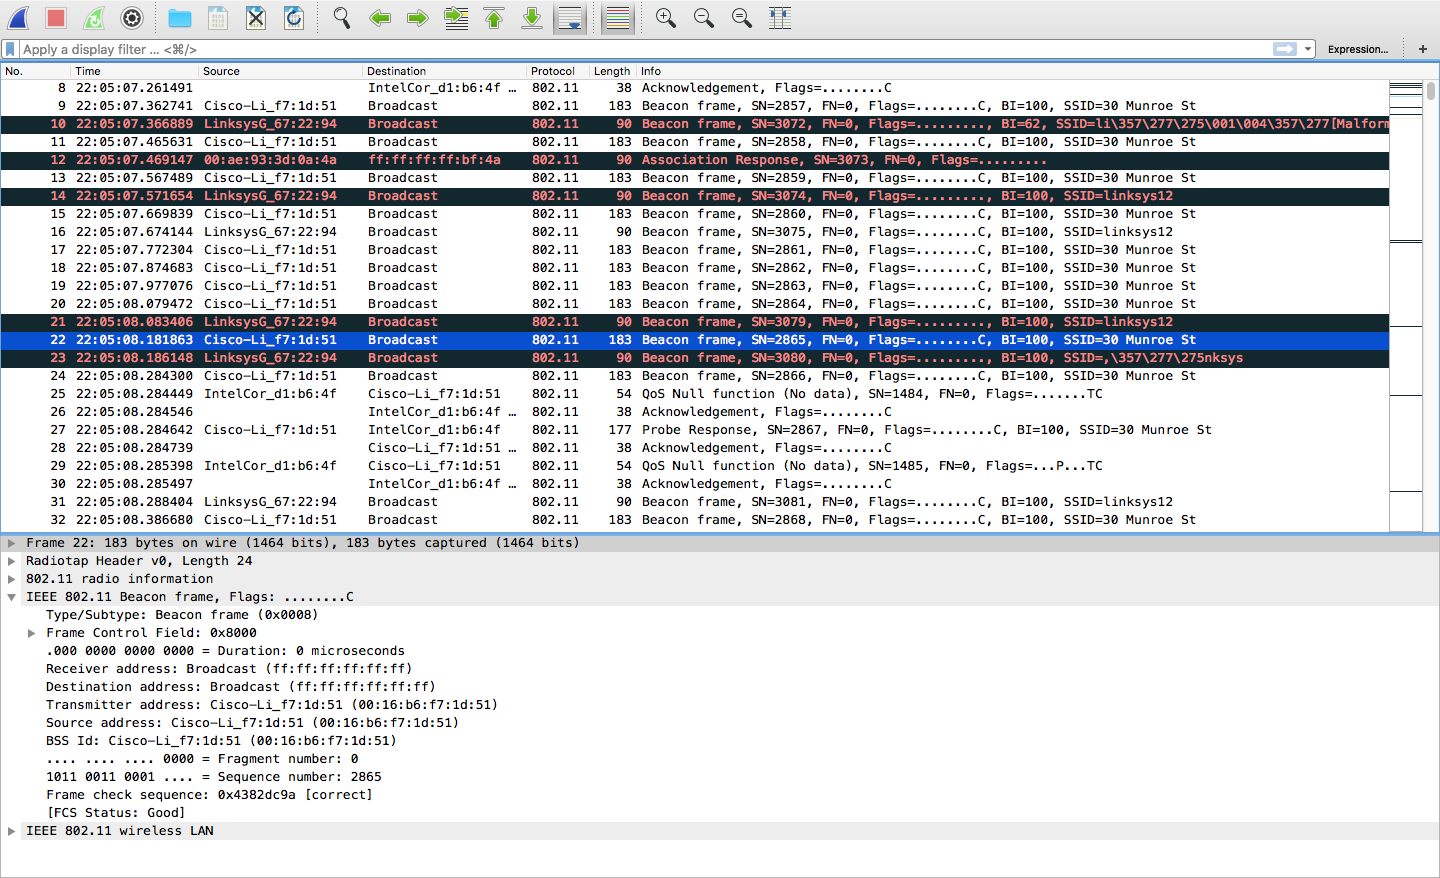 Apply a display filter ... <⌘/>
Expression...
+
No. Time Source Destination Protocol Length Info
8 22:05:07.261491 IntelCor_d1:b6:4f … 802.11 38 Acknowledgement, Flags=........C
9 22:05:07.362741 Cisco-Li_f7:1d:51 Broadcast 802.11 183 Beacon frame, SN=2857, FN=0, Flags=........C, BI=100, SSID=30 Munroe St
10 22:05:07.366889 LinksysG_67:22:94 Broadcast 802.11 90 Beacon frame, SN=3072, FN=0, Flags=........., BI=62, SSID=li\357\277\275\001\004\357\277[Malform
11 22:05:07.465631 Cisco-Li_f7:1d:51 Broadcast 802.11 183 Beacon frame, SN=2858, FN=0, Flags=........C, BI=100, SSID=30 Munroe St
12 22:05:07.469147 00:ae:93:3d:0a:4a ff:ff:ff:ff:bf:4a 802.11 90 Association Response, SN=3073, FN=0, Flags=.........
13 22:05:07.567489 Cisco-Li_f7:1d:51 Broadcast 802.11 183 Beacon frame, SN=2859, FN=0, Flags=........C, BI=100, SSID=30 Munroe St
14 22:05:07.571654 LinksysG_67:22:94 Broadcast 802.11 90 Beacon frame, SN=3074, FN=0, Flags=........., BI=100, SSID=linksys12
15 22:05:07.669839 Cisco-Li_f7:1d:51 Broadcast 802.11 183 Beacon frame, SN=2860, FN=0, Flags=........C, BI=100, SSID=30 Munroe St
16 22:05:07.674144 LinksysG_67:22:94 Broadcast 802.11 90 Beacon frame, SN=3075, FN=0, Flags=........C, BI=100, SSID=linksys12
17 22:05:07.772304 Cisco-Li_f7:1d:51 Broadcast 802.11 183 Beacon frame, SN=2861, FN=0, Flags=........C, BI=100, SSID=30 Munroe St
18 22:05:07.874683 Cisco-Li_f7:1d:51 Broadcast 802.11 183 Beacon frame, SN=2862, FN=0, Flags=........C, BI=100, SSID=30 Munroe St
19 22:05:07.977076 Cisco-Li_f7:1d:51 Broadcast 802.11 183 Beacon frame, SN=2863, FN=0, Flags=........C, BI=100, SSID=30 Munroe St
20 22:05:08.079472 Cisco-Li_f7:1d:51 Broadcast 802.11 183 Beacon frame, SN=2864, FN=0, Flags=........C, BI=100, SSID=30 Munroe St
21 22:05:08.083406 LinksysG_67:22:94 Broadcast 802.11 90 Beacon frame, SN=3079, FN=0, Flags=........., BI=100, SSID=linksys12
22 22:05:08.181863 Cisco-Li_f7:1d:51 Broadcast 802.11 183 Beacon frame, SN=2865, FN=0, Flags=........C, BI=100, SSID=30 Munroe St
23 22:05:08.186148 LinksysG_67:22:94 Broadcast 802.11 90 Beacon frame, SN=3080, FN=0, Flags=........., BI=100, SSID=,\357\277\275nksys
24 22:05:08.284300 Cisco-Li_f7:1d:51 Broadcast 802.11 183 Beacon frame, SN=2866, FN=0, Flags=........C, BI=100, SSID=30 Munroe St
25 22:05:08.284449 IntelCor_d1:b6:4f Cisco-Li_f7:1d:51 802.11 54 QoS Null function (No data), SN=1484, FN=0, Flags=.......TC
26 22:05:08.284546 IntelCor_d1:b6:4f … 802.11 38 Acknowledgement, Flags=........C
27 22:05:08.284642 Cisco-Li_f7:1d:51 IntelCor_d1:b6:4f 802.11 177 Probe Response, SN=2867, FN=0, Flags=........C, BI=100, SSID=30 Munroe St
28 22:05:08.284739 Cisco-Li_f7:1d:51 … 802.11 38 Acknowledgement, Flags=........C
29 22:05:08.285398 IntelCor_d1:b6:4f Cisco-Li_f7:1d:51 802.11 54 QoS Null function (No data), SN=1485, FN=0, Flags=...P...TC
30 22:05:08.285497 IntelCor_d1:b6:4f … 802.11 38 Acknowledgement, Flags=........C
31 22:05:08.288404 LinksysG_67:22:94 Broadcast 802.11 90 Beacon frame, SN=3081, FN=0, Flags=........C, BI=100, SSID=linksys12
32 22:05:08.386680 Cisco-Li_f7:1d:51 Broadcast 802.11 183 Beacon frame, SN=2868, FN=0, Flags=........C, BI=100, SSID=30 Munroe St
Frame 22: 183 bytes on wire (1464 bits), 183 bytes captured (1464 bits)
Radiotap Header v0, Length 24
802.11 radio information
IEEE 802.11 Beacon frame, Flags: ........C
Type/Subtype: Beacon frame (0x0008)
Frame Control Field: 0x8000
.000 0000 0000 0000 = Duration: 0 microseconds
Receiver address: Broadcast (ff:ff:ff:ff:ff:ff)
Destination address: Broadcast (ff:ff:ff:ff:ff:ff)
Transmitter address: Cisco-Li_f7:1d:51 (00:16:b6:f7:1d:51)
Source address: Cisco-Li_f7:1d:51 (00:16:b6:f7:1d:51)
BSS Id: Cisco-Li_f7:1d:51 (00:16:b6:f7:1d:51)
.... .... .... 0000 = Fragment number: 0
1011 0011 0001 .... = Sequence number: 2865
Frame check sequence: 0x4382dc9a [correct]
[FCS Status: Good]
IEEE 802.11 wireless LAN